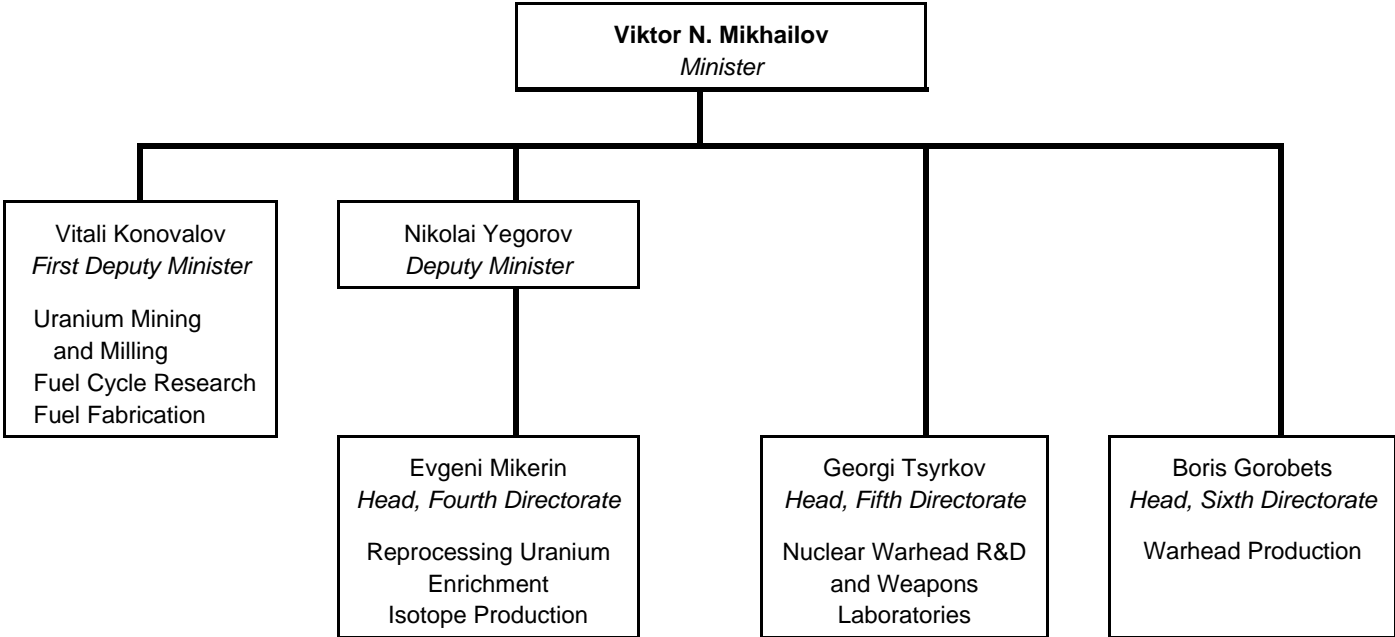 Viktor N. Mikhailov
Minister
Vitali Konovalov
First Deputy Minister
Uranium Mining
and Milling
Fuel Cycle Research
Fuel Fabrication
Nikolai Yegorov
Deputy Minister
Evgeni Mikerin
Head, Fourth Directorate
Reprocessing Uranium
Enrichment
Isotope Production
Georgi Tsyrkov
Head, Fifth Directorate
Nuclear Warhead R&D
and Weapons
Laboratories
Boris Gorobets
Head, Sixth Directorate
Warhead Production